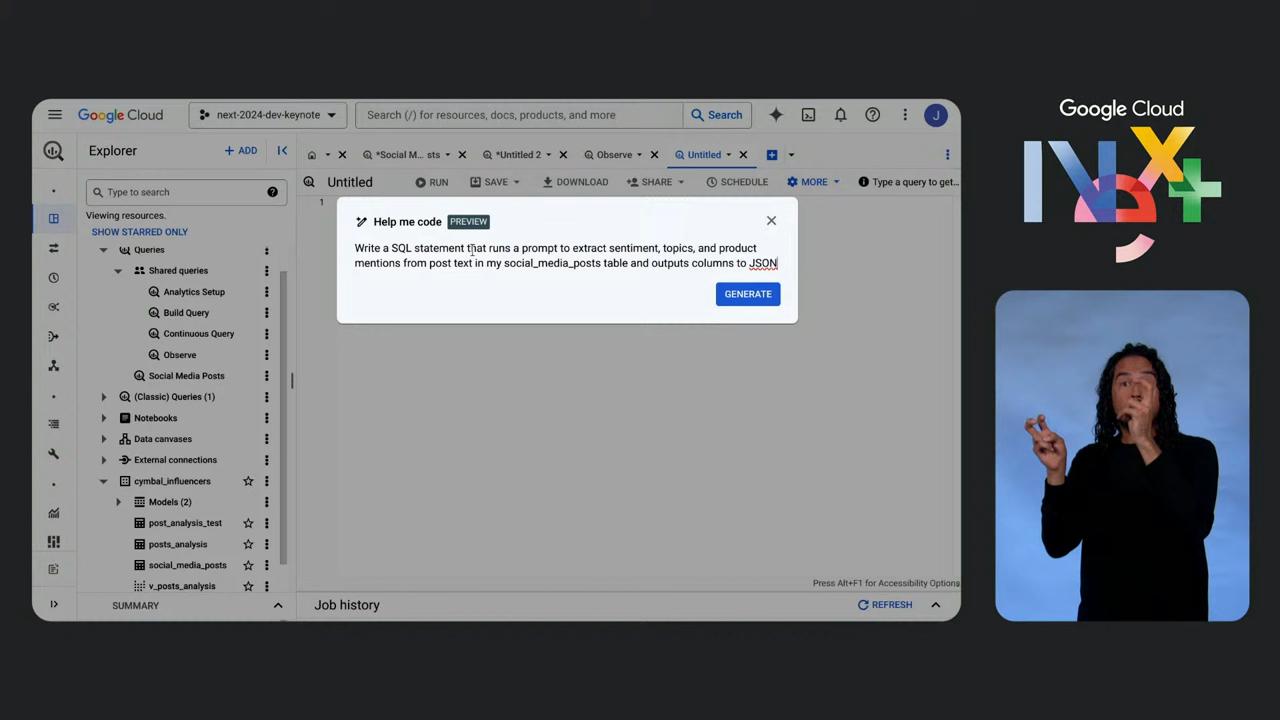 Google Cloud
next-2024-dev-keynote
Search (/) for resources, docs, products, and more
Search
J
Explorer
+ ADD
*Social M... sts
*Untitled 2
Observe
Untitled
Type to search
?
Untitled
RUN
SAVE
DOWNLOAD
SHARE
SCHEDULE
MORE
Type a query to get...
Viewing resources.
SHOW STARRED ONLY
1
Queries
Shared queries
Analytics Setup
Build Query
Continuous Query
Observe
Social Media Posts
(Classic) Queries (1)
Notebooks
Data canvases
External connections
cymbal_influencers
Models (2)
post_analysis_test
posts_analysis
social_media_posts
v_posts_analysis
SUMMARY
Help me code PREVIEW
Write a SQL statement that runs a prompt to extract sentiment, topics, and product
mentions from post text in my social_media_posts table and outputs columns to JSON
GENERATE
Press Alt+F1 for Accessibility Options
Job history
REFRESH
Google Cloud
Next